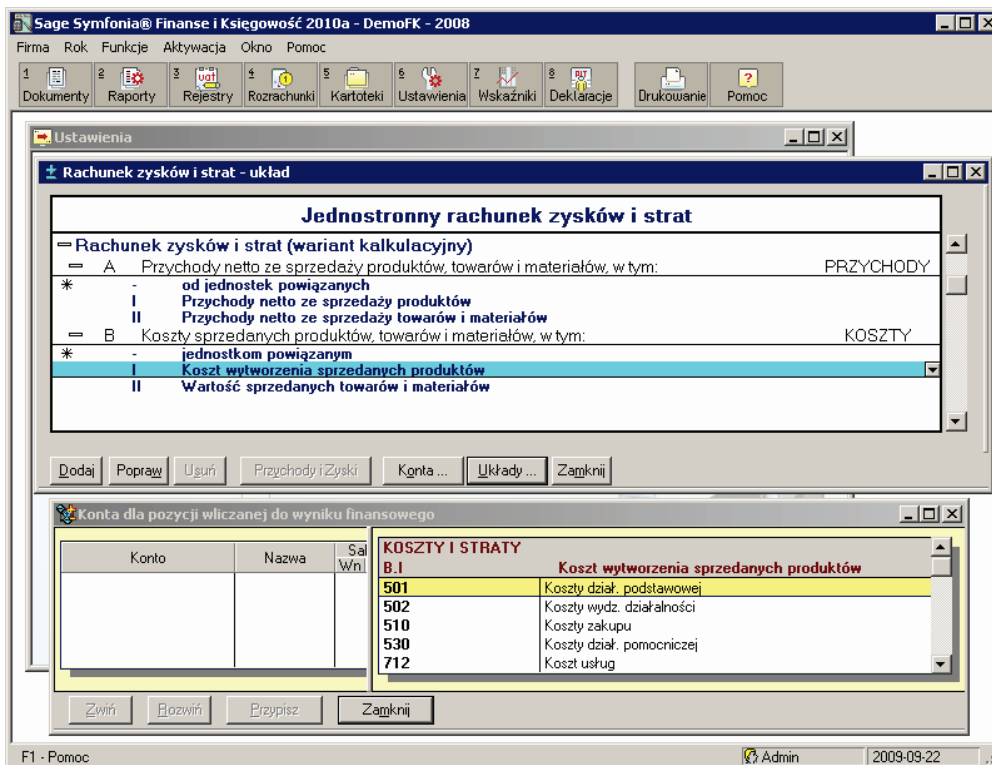 Sage Symfonia® Finanse i Księgowość 2010a - DemoFK - 2008
Firma Rok Funkcje Aktywacja Okno Pomoc
1 2 3 vat 4 5 6 7 8 PLT ?
Dokumenty Raporty Rejestry Rozrachunki Kartoteki Ustawienia Wskaźniki Deklaracje Drukowanie Pomoc
Ustawienia
Rachunek zysków i strat - układ
Jednostronny rachunek zysków i strat
Rachunek zysków i strat (wariant kalkulacyjny)
A Przychody netto ze sprzedaży produktów, towarów i materiałów, w tym: PRZYCHODY
* - od jednostek powiązanych
I Przychody netto ze sprzedaży produktów
II Przychody netto ze sprzedaży towarów i materiałów
B Koszty sprzedanych produktów, towarów i materiałów, w tym: KOSZTY
* - jednostkom powiązanym
I Koszt wytworzenia sprzedanych produktów
II Wartość sprzedanych towarów i materiałów
Dodaj Popraw Usuń Przychody i Zyski Konta ... Układy ... Zamknij
Konta dla pozycji wliczanej do wyniku finansowego
Konto Nazwa Sal
Wn
KOSZTY I STRATY
B.I Koszt wytworzenia sprzedanych produktów
501 Koszty dział. podstawowej
502 Koszty wydz. działalności
510 Koszty zakupu
530 Koszty dział. pomocniczej
712 Koszt usług
Zwiń Rozwiń Przypisz Zamknij
F1 - Pomoc Admin 2009-09-22